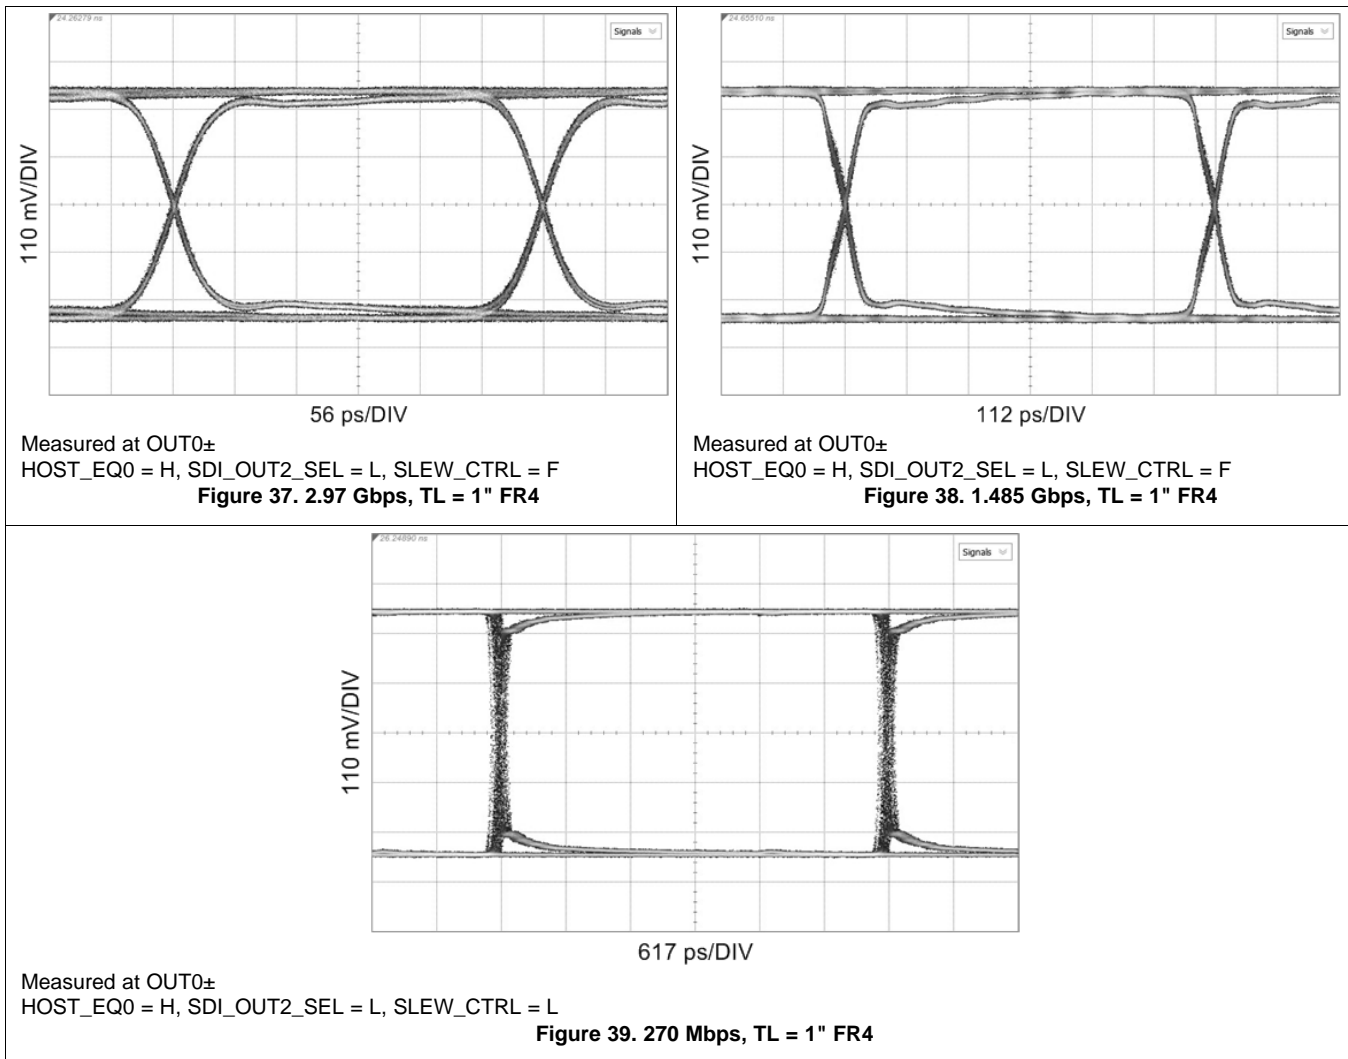 24.26279 ns
Signals
110 mV/DIV
56 ps/DIV
Measured at OUT0±
HOST_EQ0 = H, SDI_OUT2_SEL = L, SLEW_CTRL = F
Figure 37. 2.97 Gbps, TL = 1" FR4
24.65510 ns
Signals
110 mV/DIV
112 ps/DIV
Measured at OUT0±
HOST_EQ0 = H, SDI_OUT2_SEL = L, SLEW_CTRL = F
Figure 38. 1.485 Gbps, TL = 1" FR4
26.24890 ns
Signals
110 mV/DIV
617 ps/DIV
Measured at OUT0±
HOST_EQ0 = H, SDI_OUT2_SEL = L, SLEW_CTRL = L
Figure 39. 270 Mbps, TL = 1" FR4